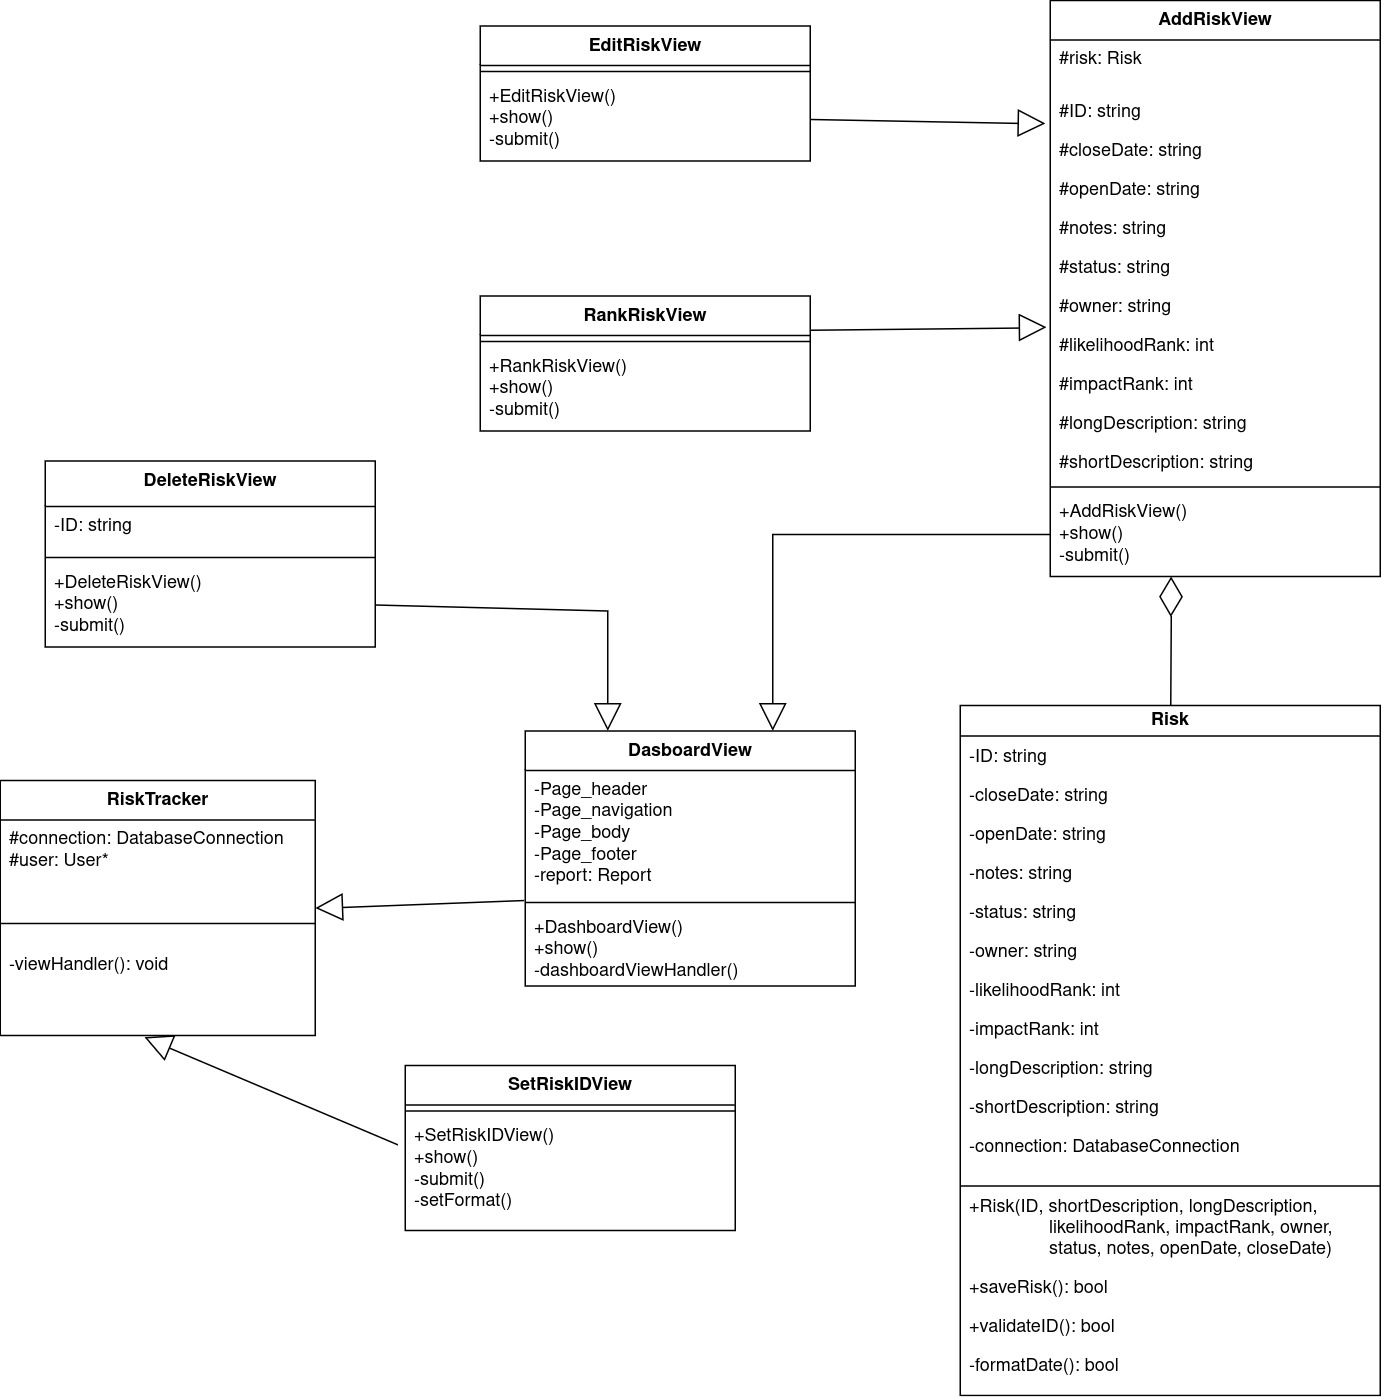 EditRiskView
+EditRiskView()
+show()
-submit()
AddRiskView
#risk: Risk
#ID: string
#closeDate: string
#openDate: string
#notes: string
#status: string
#owner: string
#likelihoodRank: int
#impactRank: int
#longDescription: string
#shortDescription: string
+AddRiskView()
+show()
-submit()
RankRiskView
+RankRiskView()
+show()
-submit()
DeleteRiskView
-ID: string
+DeleteRiskView()
+show()
-submit()
DasboardView
-Page_header
-Page_navigation
-Page_body
-Page_footer
-report: Report
+DashboardView()
+show()
-dashboardViewHandler()
RiskTracker
#connection: DatabaseConnection
#user: User*
-viewHandler(): void
SetRiskIDView
+SetRiskIDView()
+show()
-submit()
-setFormat()
Risk
-ID: string
-closeDate: string
-openDate: string
-notes: string
-status: string
-owner: string
-likelihoodRank: int
-impactRank: int
-longDescription: string
-shortDescription: string
-connection: DatabaseConnection
+Risk(ID, shortDescription, longDescription,
likelihoodRank, impactRank, owner,
status, notes, openDate, closeDate)
+saveRisk(): bool
+validateID(): bool
-formatDate(): bool